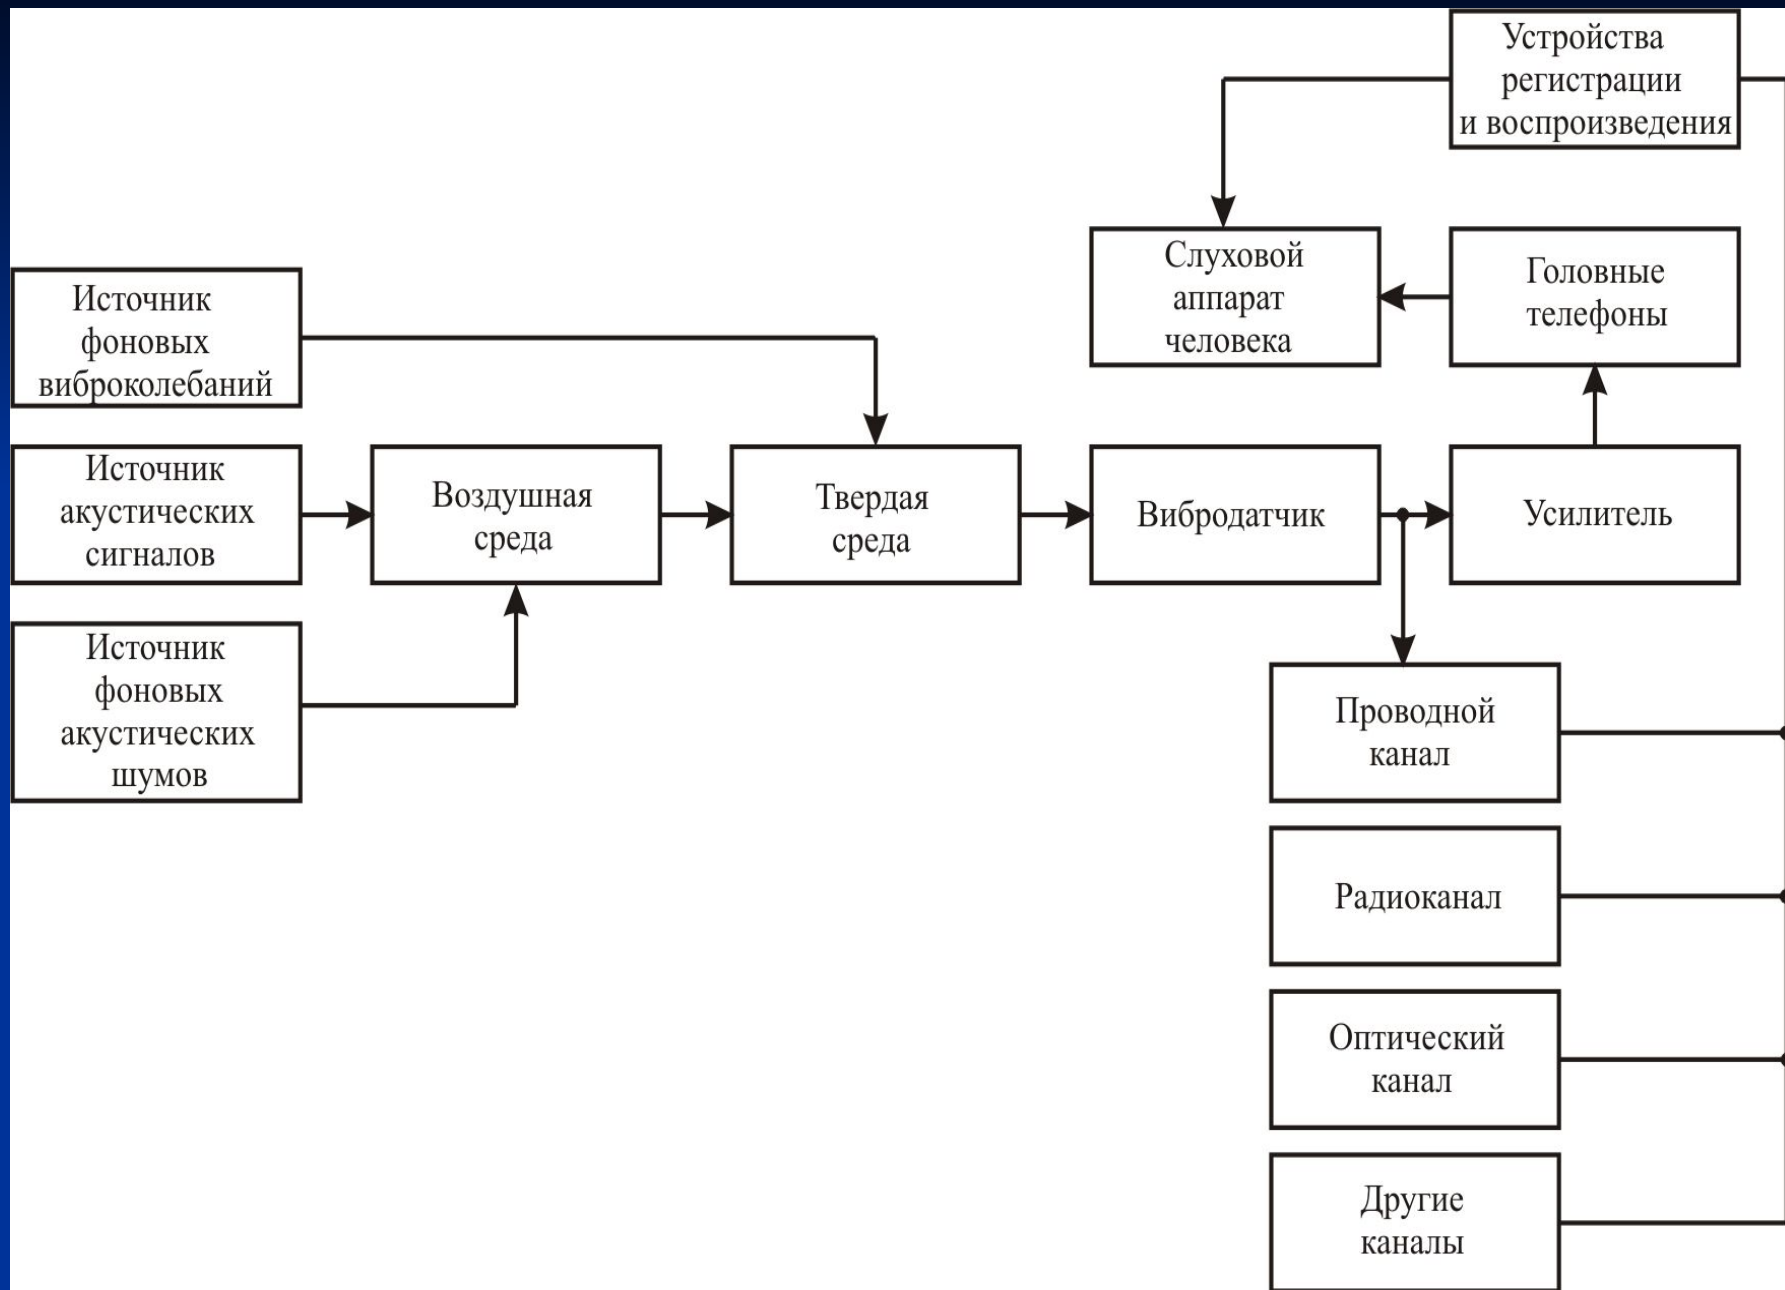 Устройства
регистрации
и воспроизведения
Слуховой
аппарат
человека
Головные
телефоны
Источник
фоновых
виброколебаний
Источник
акустических
сигналов
Воздушная
среда
Твердая
среда
Вибродатчик
Усилитель
Источник
фоновых
акустических
шумов
Проводной
канал
Радиоканал
Оптический
канал
Другие
каналы